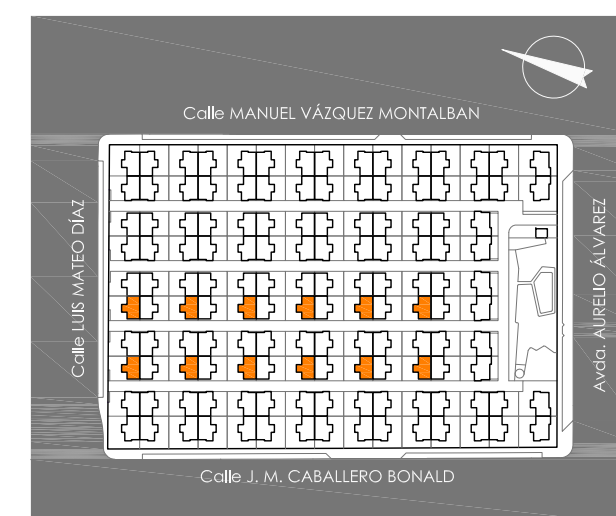 Calle MANUEL VÁZQUEZ MONTALBAN
Calle LUIS MATEO DÍAZ
Avda. AURELIO ÁLVAREZ
Calle J. M. CABALLERO BONALD